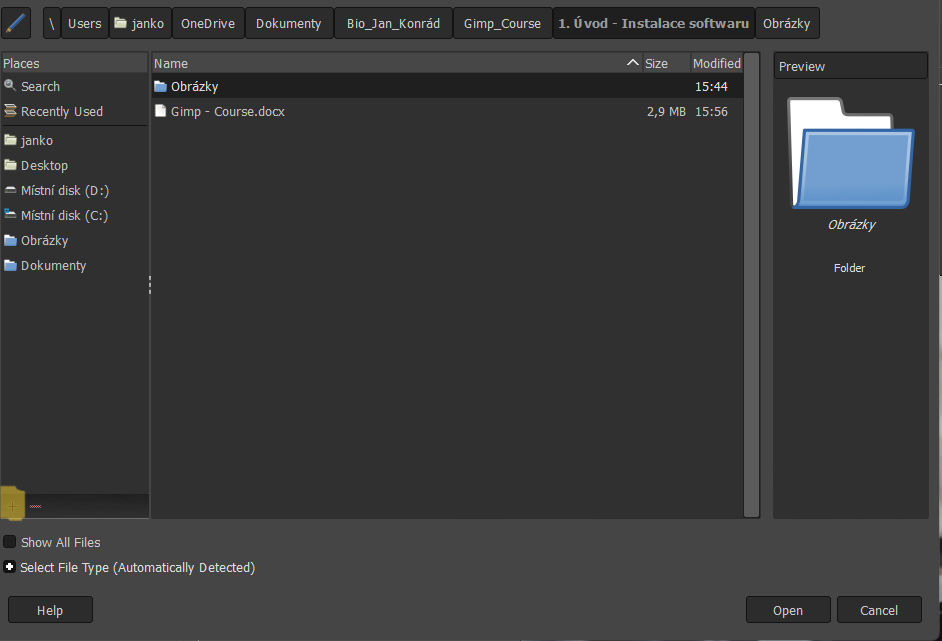 \ Users janko OneDrive Dokumenty Bio_Jan_Konrád Gimp_Course 1. Úvod - Instalace softwaru Obrázky
Places
Search
Recently Used
janko
Desktop
Místní disk (D:)
Místní disk (C:)
Obrázky
Dokumenty
Name Size Modified
Obrázky 15:44
Gimp - Course.docx 2,9 MB 15:56
Preview
Obrázky
Folder
Show All Files
Select File Type (Automatically Detected)
Help Open Cancel